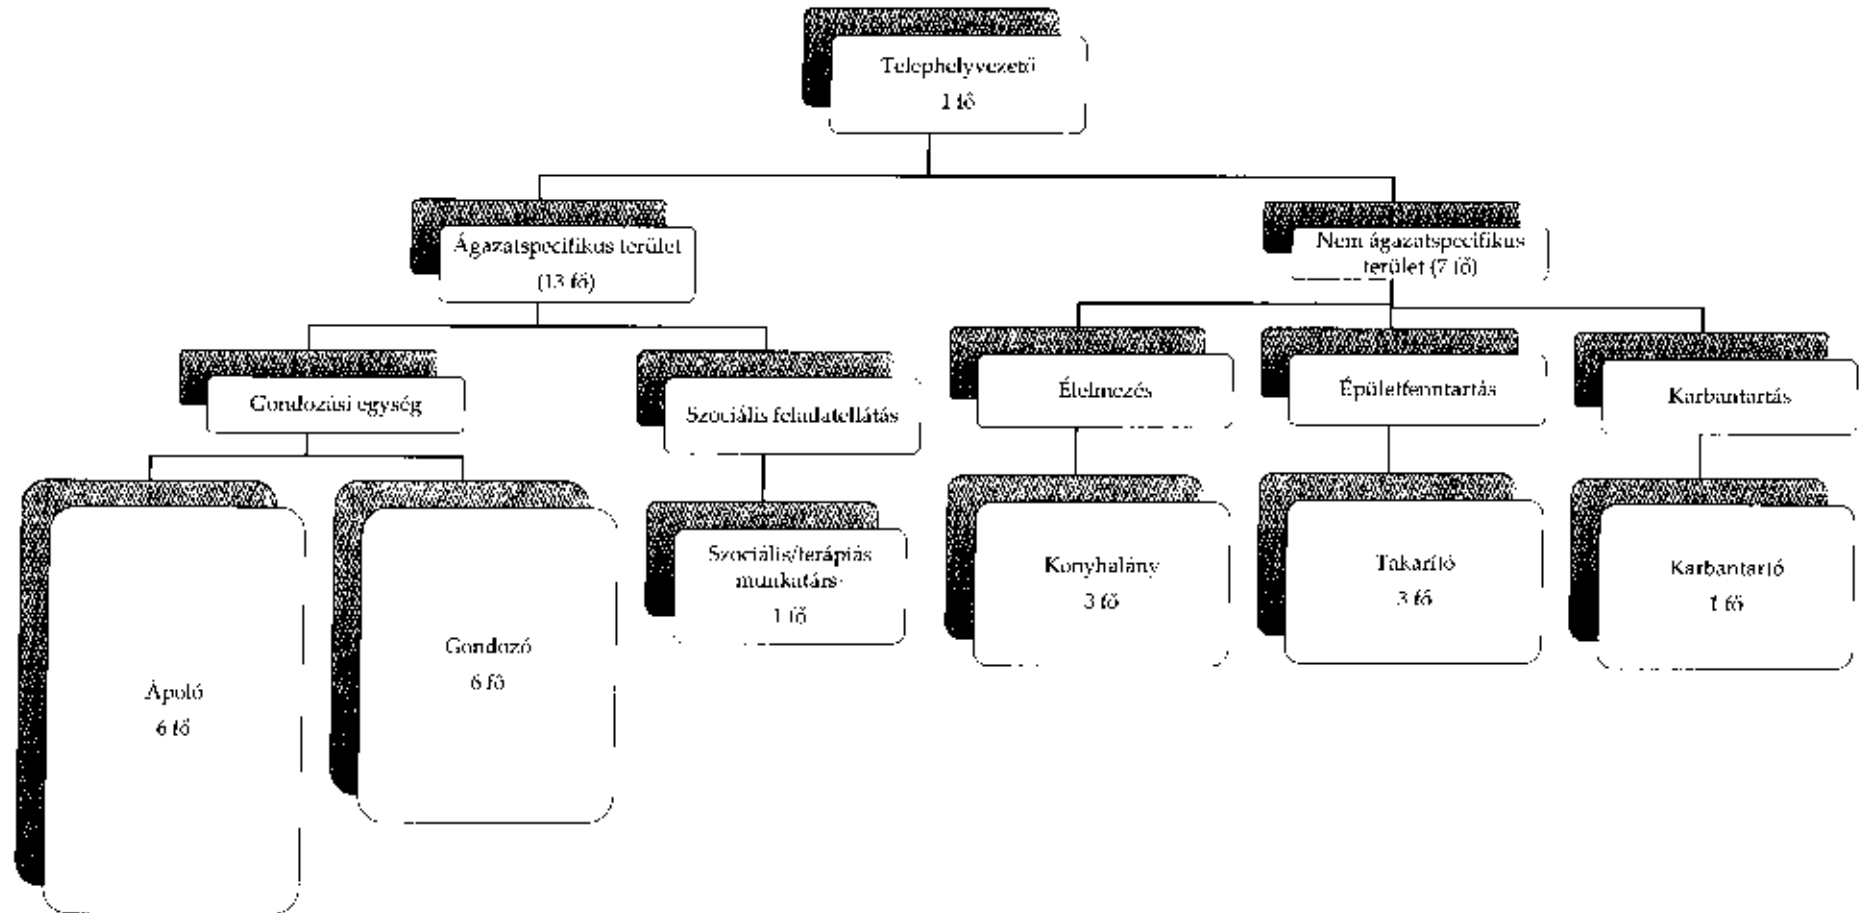 Telephelyvezető
1 fő
Ágazatspecifikus terület
(13 fő)
Nem ágazatspecifikus
terület (7 fő)
Gondozási egység
Szociális feladatellátás
Élelmezés
Épületfenntartás
Karbantartás
Ápoló
6 fő
Gondozó
6 fő
Szociális/terápiás
munkatárs
1 fő
Konyhalány
3 fő
Takarító
3 fő
Karbantartó
1 fő